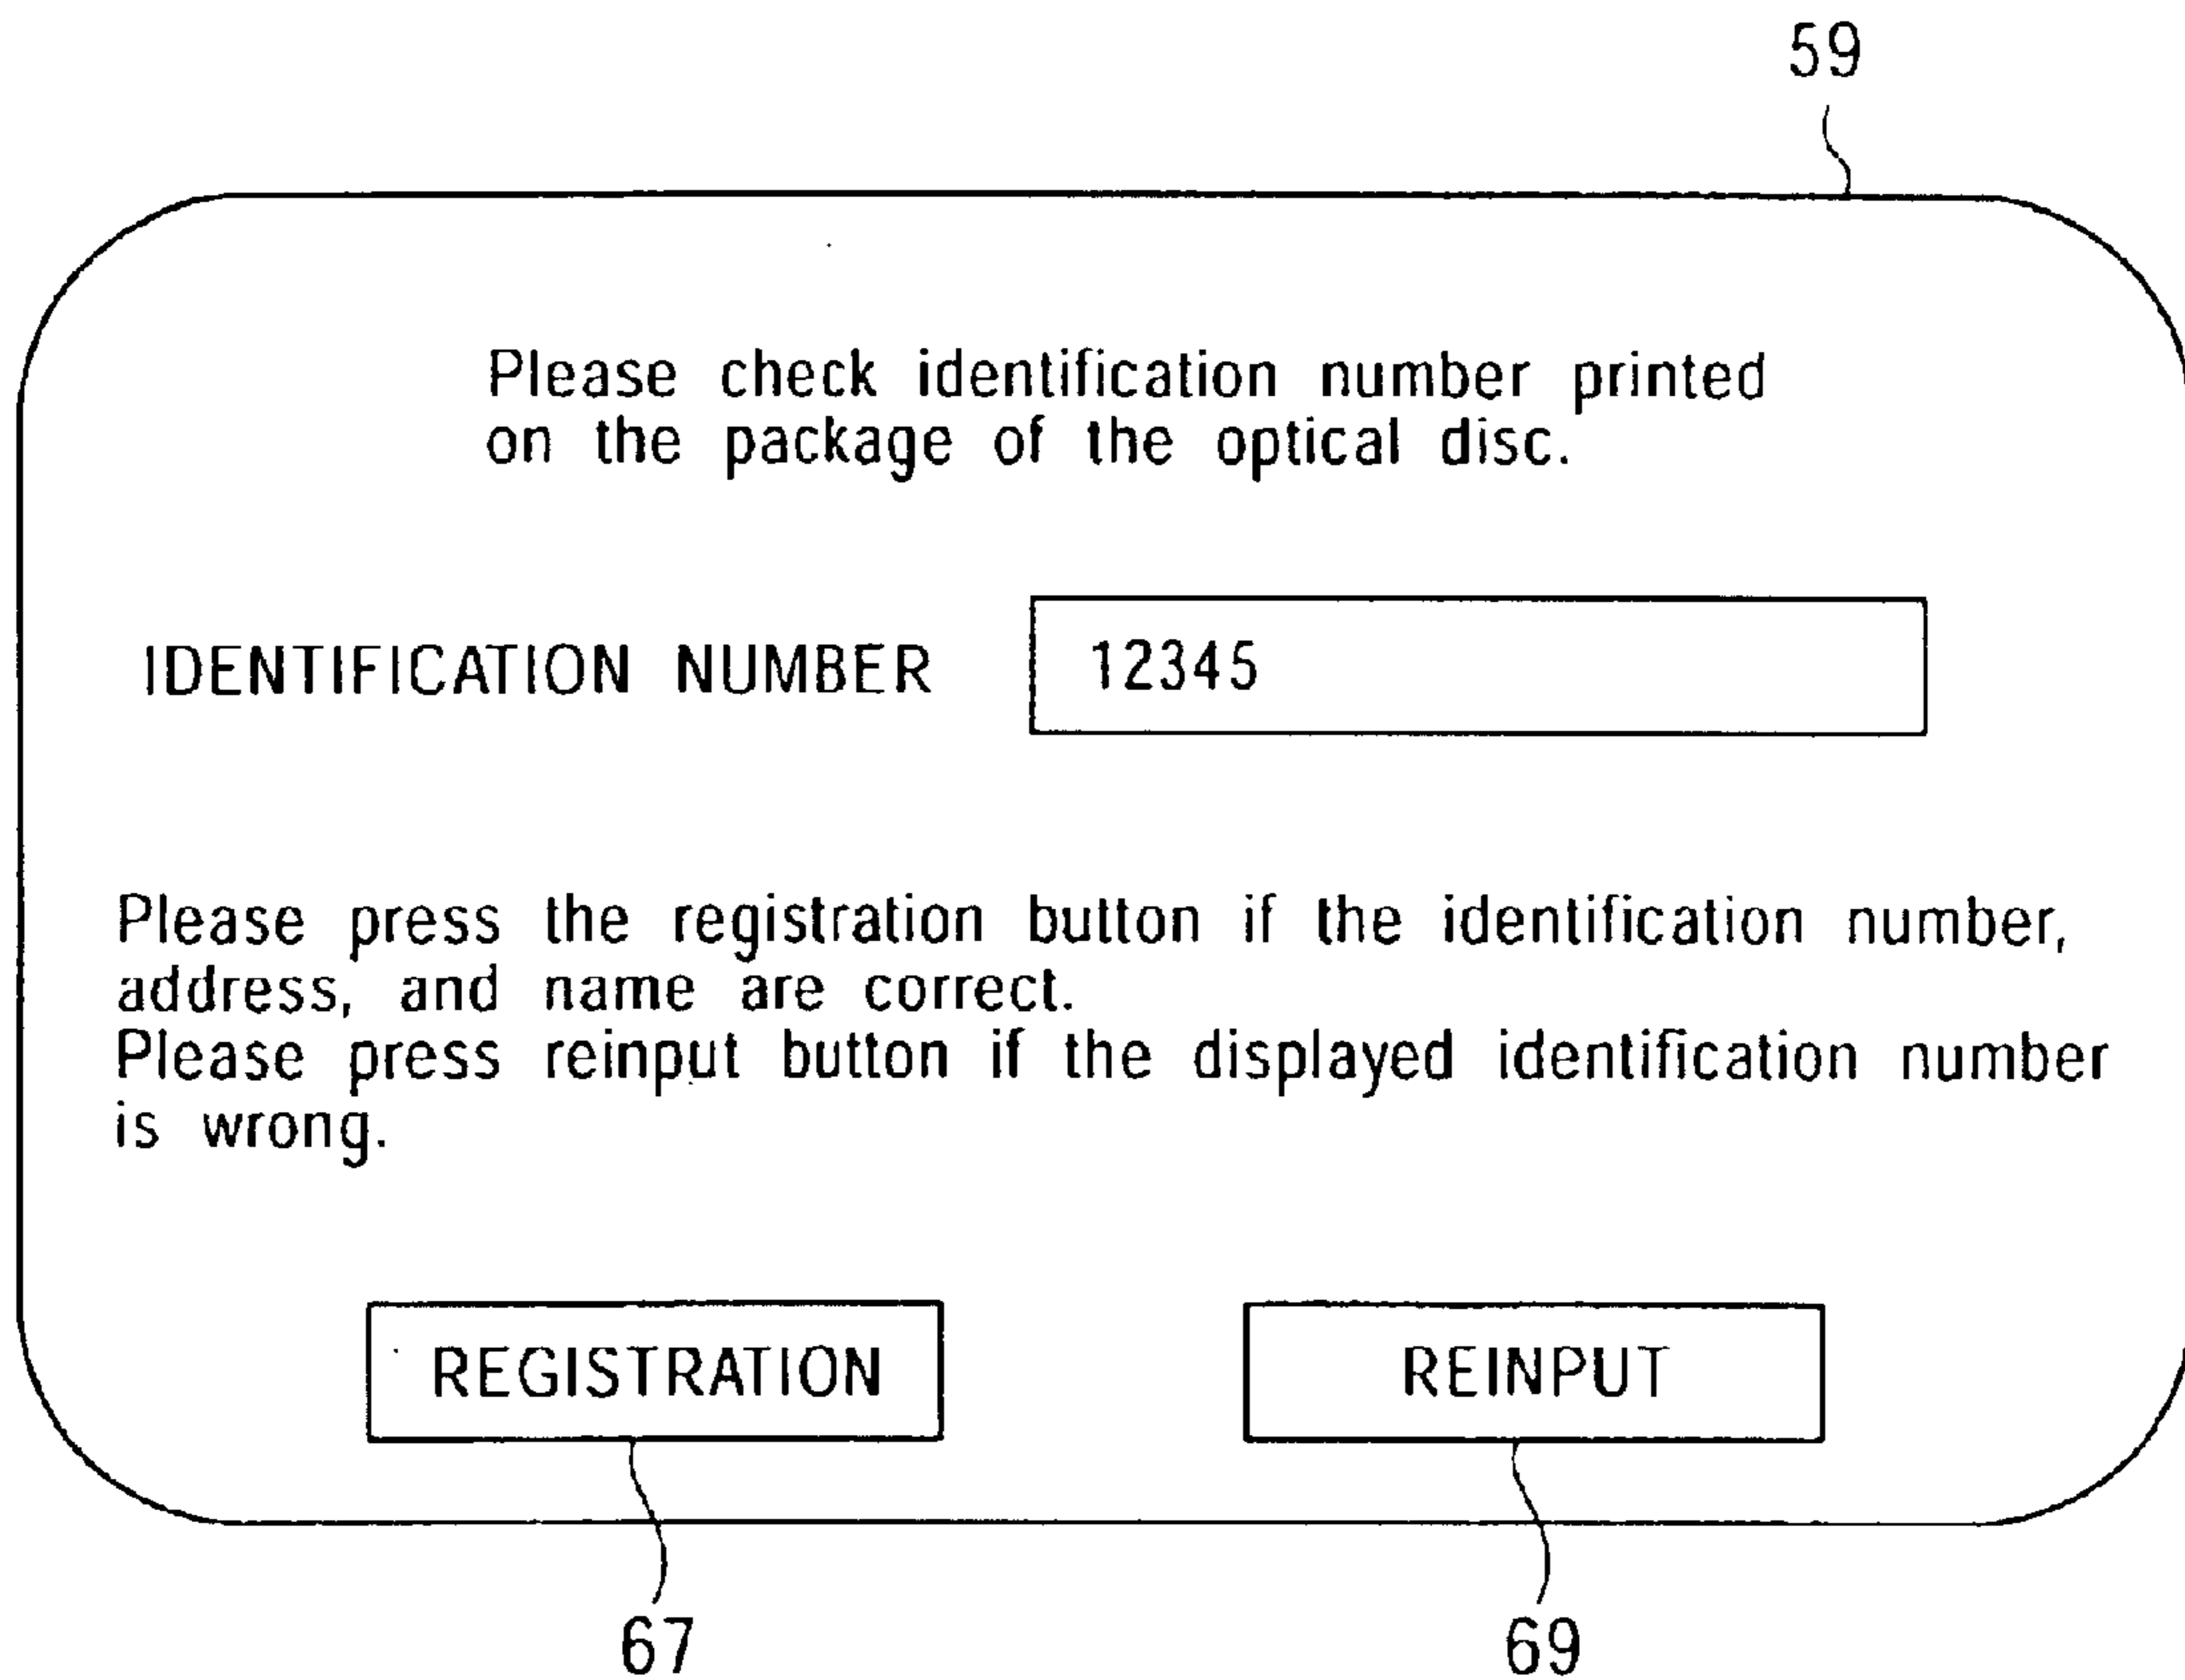 59
Please check identification number printed
on the package of the optical disc.
IDENTIFICATION NUMBER 12345
Please press the registration button if the identification number,
address, and name are correct.
Please press reinput button if the displayed identification number
is wrong.
REGISTRATION REINPUT
67 69